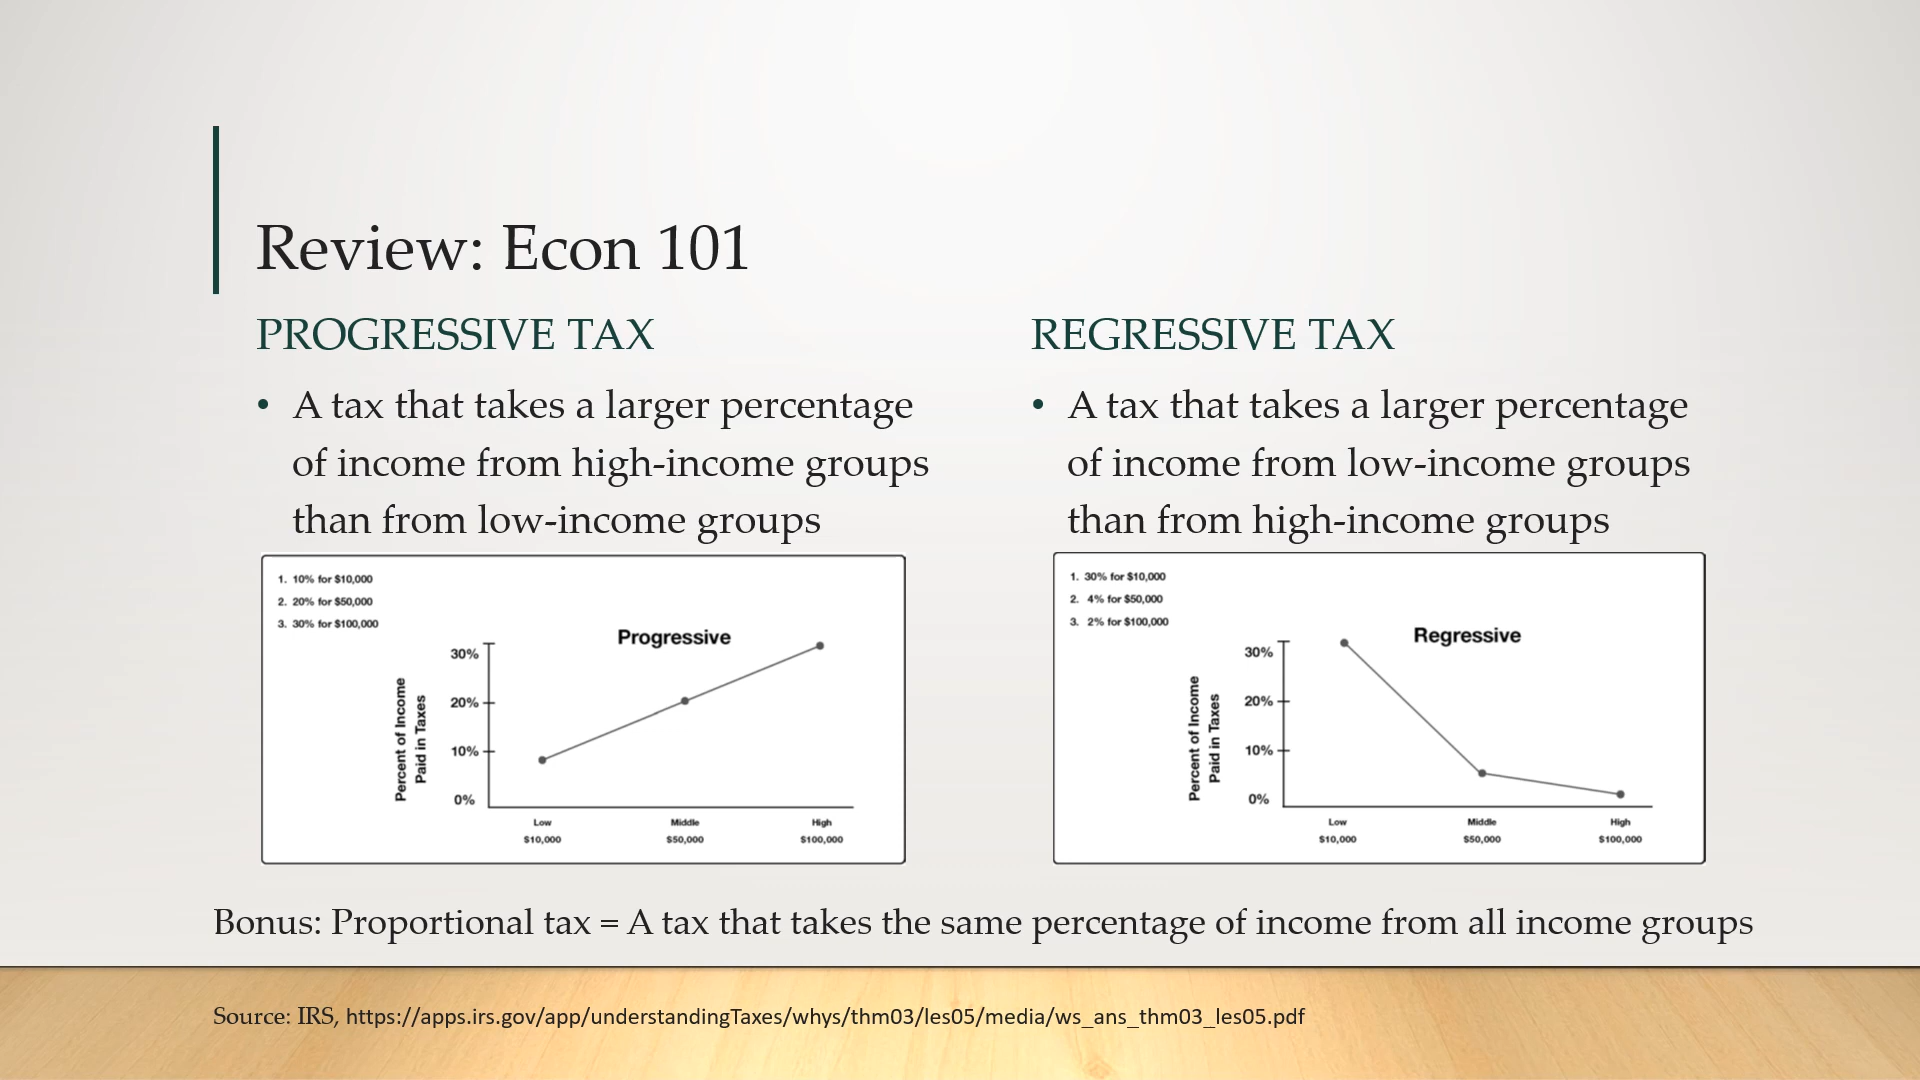 Review: Econ 101
PROGRESSIVE TAX
• A tax that takes a larger percentage
of income from high-income groups
than from low-income groups
1. 10% for $10,000
2. 20% for $50,000
3. 30% for $100,000
Progressive
Percent of Income
Paid in Taxes
30%
20%
10%
0%
Low
$10,000
Middle
$50,000
High
$100,000
REGRESSIVE TAX
• A tax that takes a larger percentage
of income from low-income groups
than from high-income groups
1. 30% for $10,000
2. 4% for $50,000
3. 2% for $100,000
Regressive
Percent of Income
Paid in Taxes
30%
20%
10%
0%
Low
$10,000
Middle
$50,000
High
$100,000
Bonus: Proportional tax = A tax that takes the same percentage of income from all income groups
Source: IRS, https://apps.irs.gov/app/understandingTaxes/whys/thm03/les05/media/ws_ans_thm03_les05.pdf